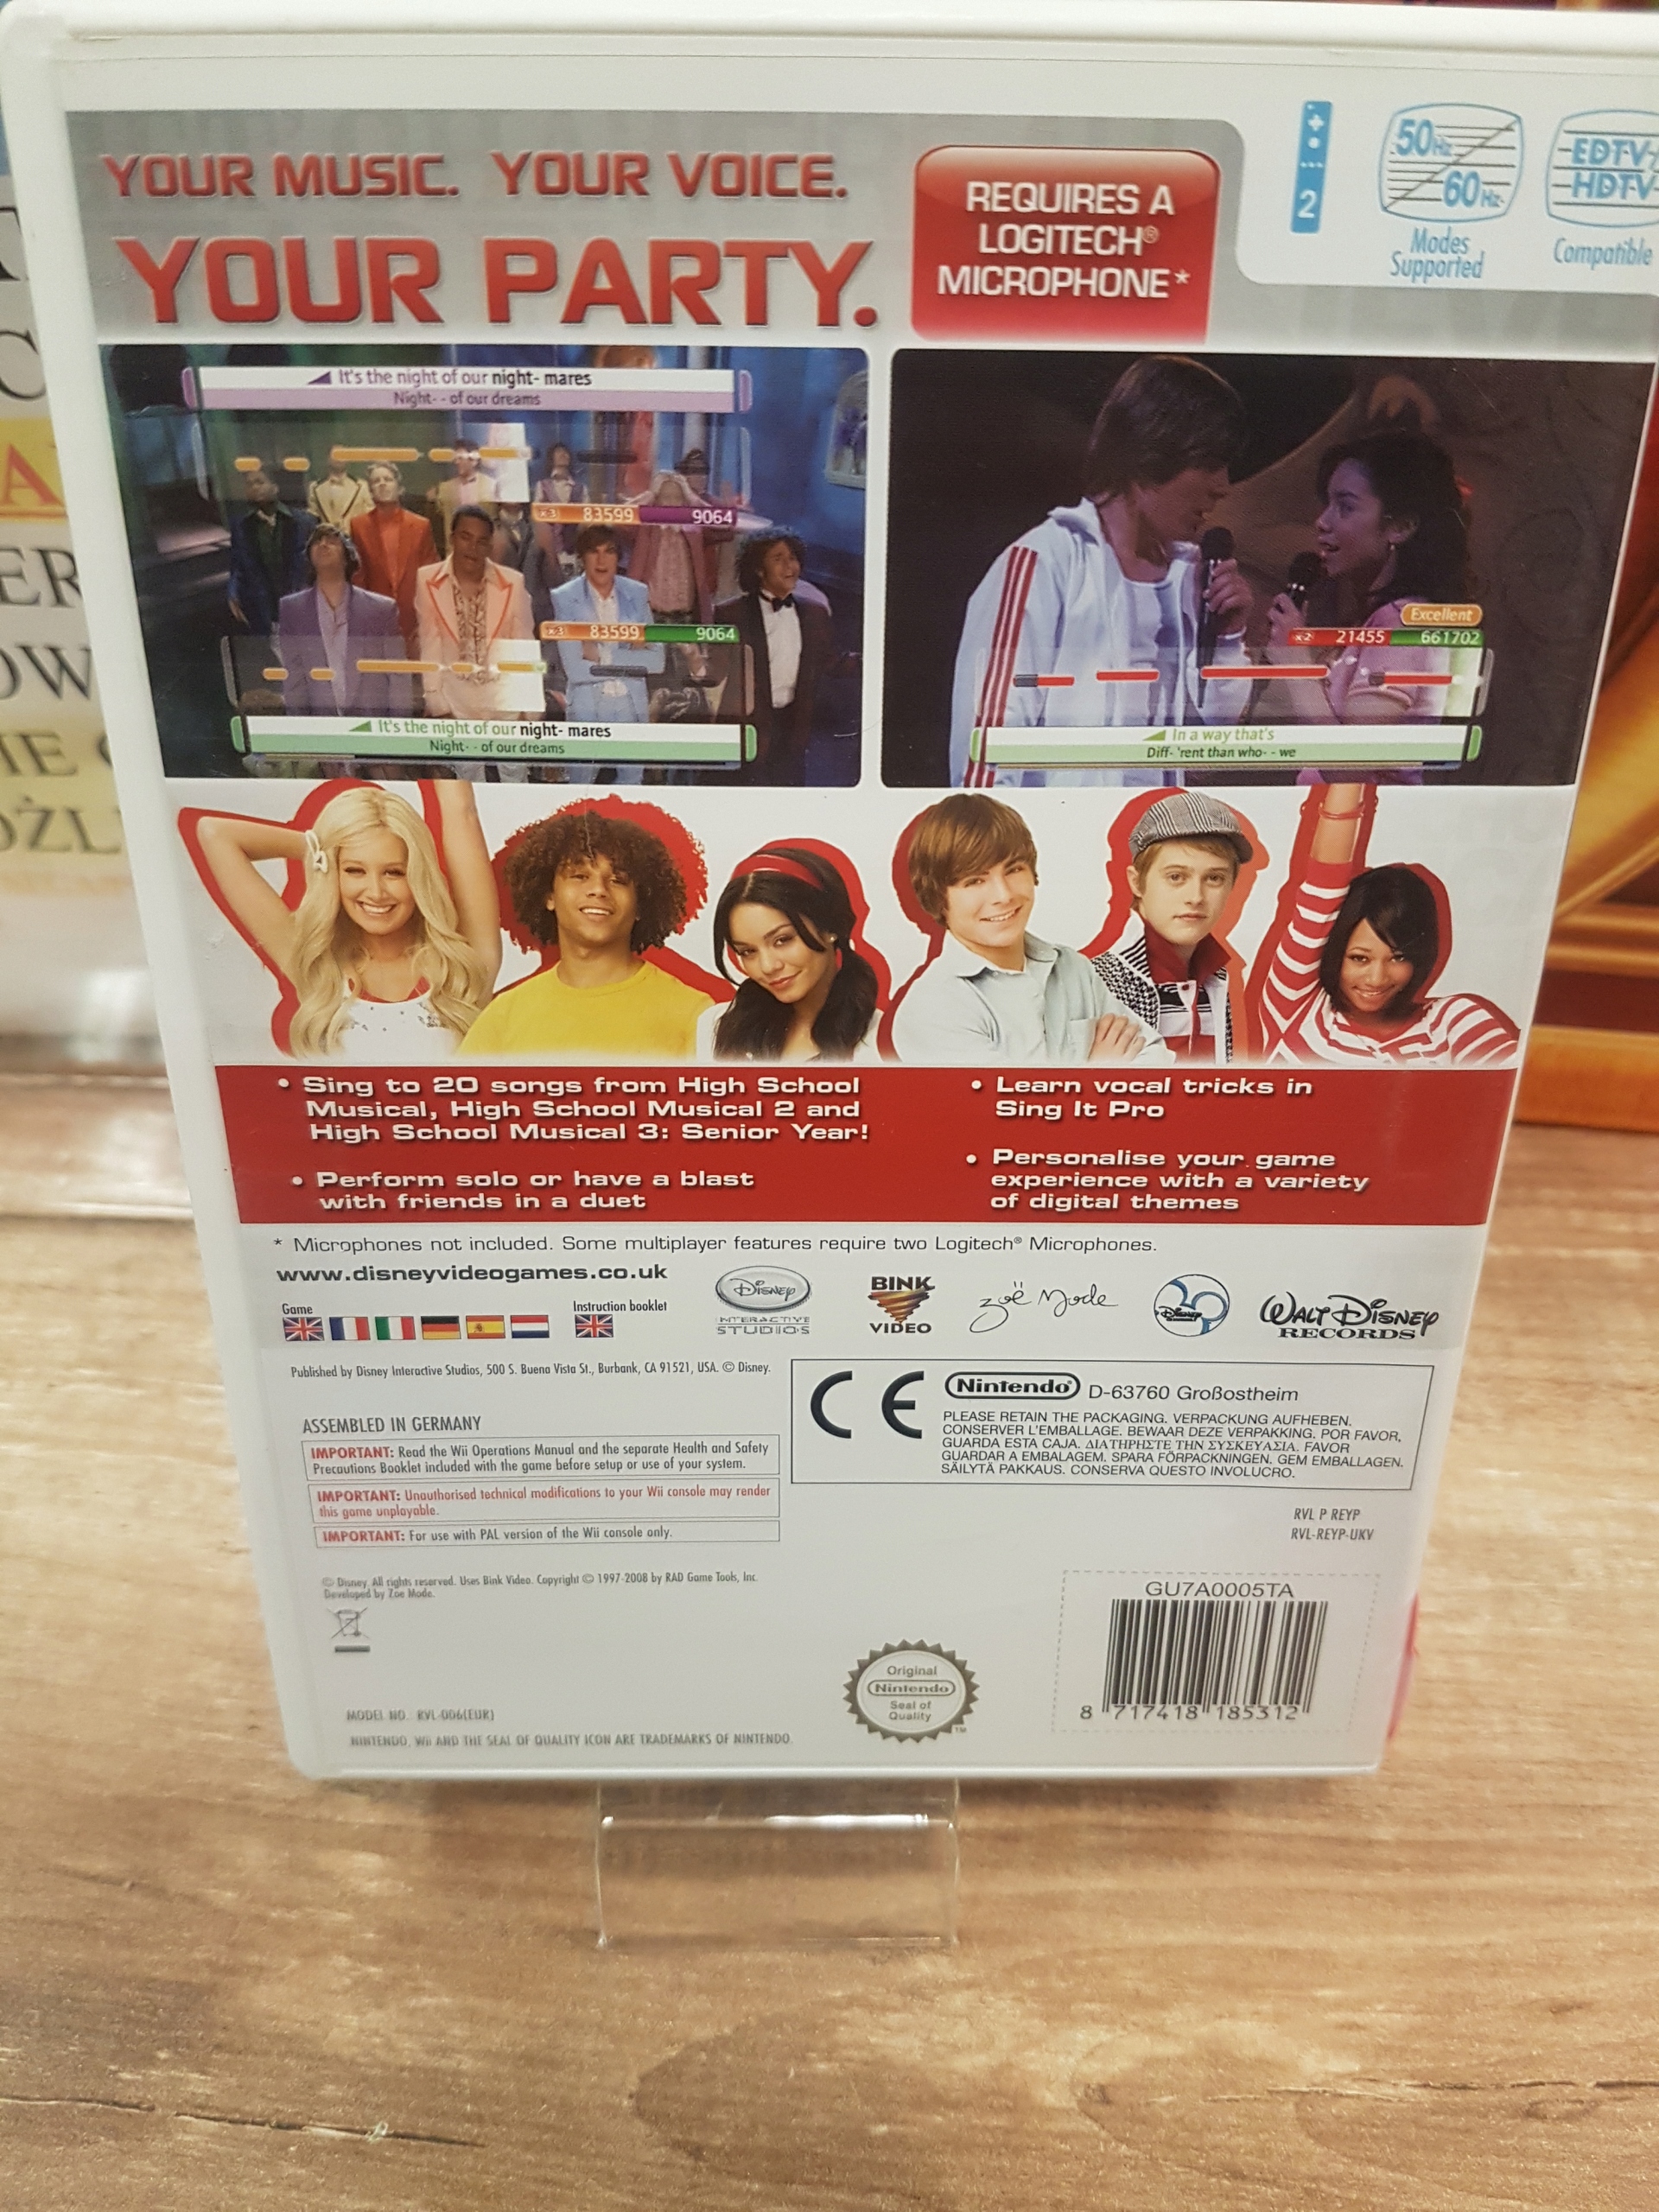 YOUR MUSIC. YOUR VOICE.
YOUR PARTY.
REQUIRES A
LOGITECH®
MICROPHONE*
2
50Hz
60Hz
Modes
Supported
EDTV/
HDTV
Compatible
It's the night of our night- mares
Night- - of our dreams
x3 83599 9064
x3 83599 9064
It's the night of our night- mares
Night- - of our dreams
Excellent
x2 21455 661702
In a way that's
Diff- 'rent than who- - we
• Sing to 20 songs from High School
Musical, High School Musical 2 and
High School Musical 3: Senior Year!
• Perform solo or have a blast
with friends in a duet
• Learn vocal tricks in
Sing It Pro
• Personalise your game
experience with a variety
of digital themes
* Microphones not included. Some multiplayer features require two Logitech® Microphones.
www.disneyvideogames.co.uk
Game
Instruction booklet
Disney
INTERACTIVE
STUDIOS
BINK
VIDEO
zoë mode
Disney
WALT DISNEY
RECORDS
Published by Disney Interactive Studios, 500 S. Buena Vista St., Burbank, CA 91521, USA. © Disney.
ASSEMBLED IN GERMANY
IMPORTANT: Read the Wii Operations Manual and the separate Health and Safety
Precautions Booklet included with the game before setup or use of your system.
IMPORTANT: Unauthorised technical modifications to your Wii console may render
this game unplayable.
IMPORTANT: For use with PAL version of the Wii console only.
CE
Nintendo® D-63760 Großostheim
PLEASE RETAIN THE PACKAGING. VERPACKUNG AUFHEBEN.
CONSERVER L'EMBALLAGE. BEWAAR DEZE VERPAKKING. POR FAVOR,
GUARDA ESTA CAJA. ΔΙΑΤΗΡΗΣΤΕ ΤΗΝ ΣΥΣΚΕΥΑΣΙΑ. FAVOR
GUARDAR A EMBALAGEM. SPARA FÖRPACKNINGEN. GEM EMBALLAGEN.
SÄILYTÄ PAKKAUS. CONSERVA QUESTO INVOLUCRO.
RVL P REYP
RVL-REYP-UKV
© Disney. All rights reserved. Uses Bink Video. Copyright © 1997-2008 by RAD Game Tools, Inc.
Developed by Zoe Mode.
GU7A0005TA
8 717418 185312
Original
Nintendo
Seal of
Quality
TM
MODEL NO.: RVL-006(EUR)
NINTENDO, Wii AND THE SEAL OF QUALITY ICON ARE TRADEMARKS OF NINTENDO.